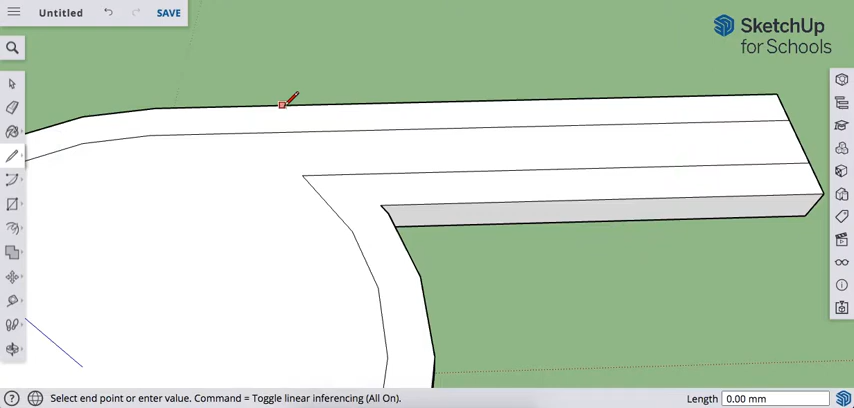 Untitled
SAVE
SketchUp
for Schools
Select end point or enter value. Command = Toggle linear inferencing (All On).
Length
0.00 mm